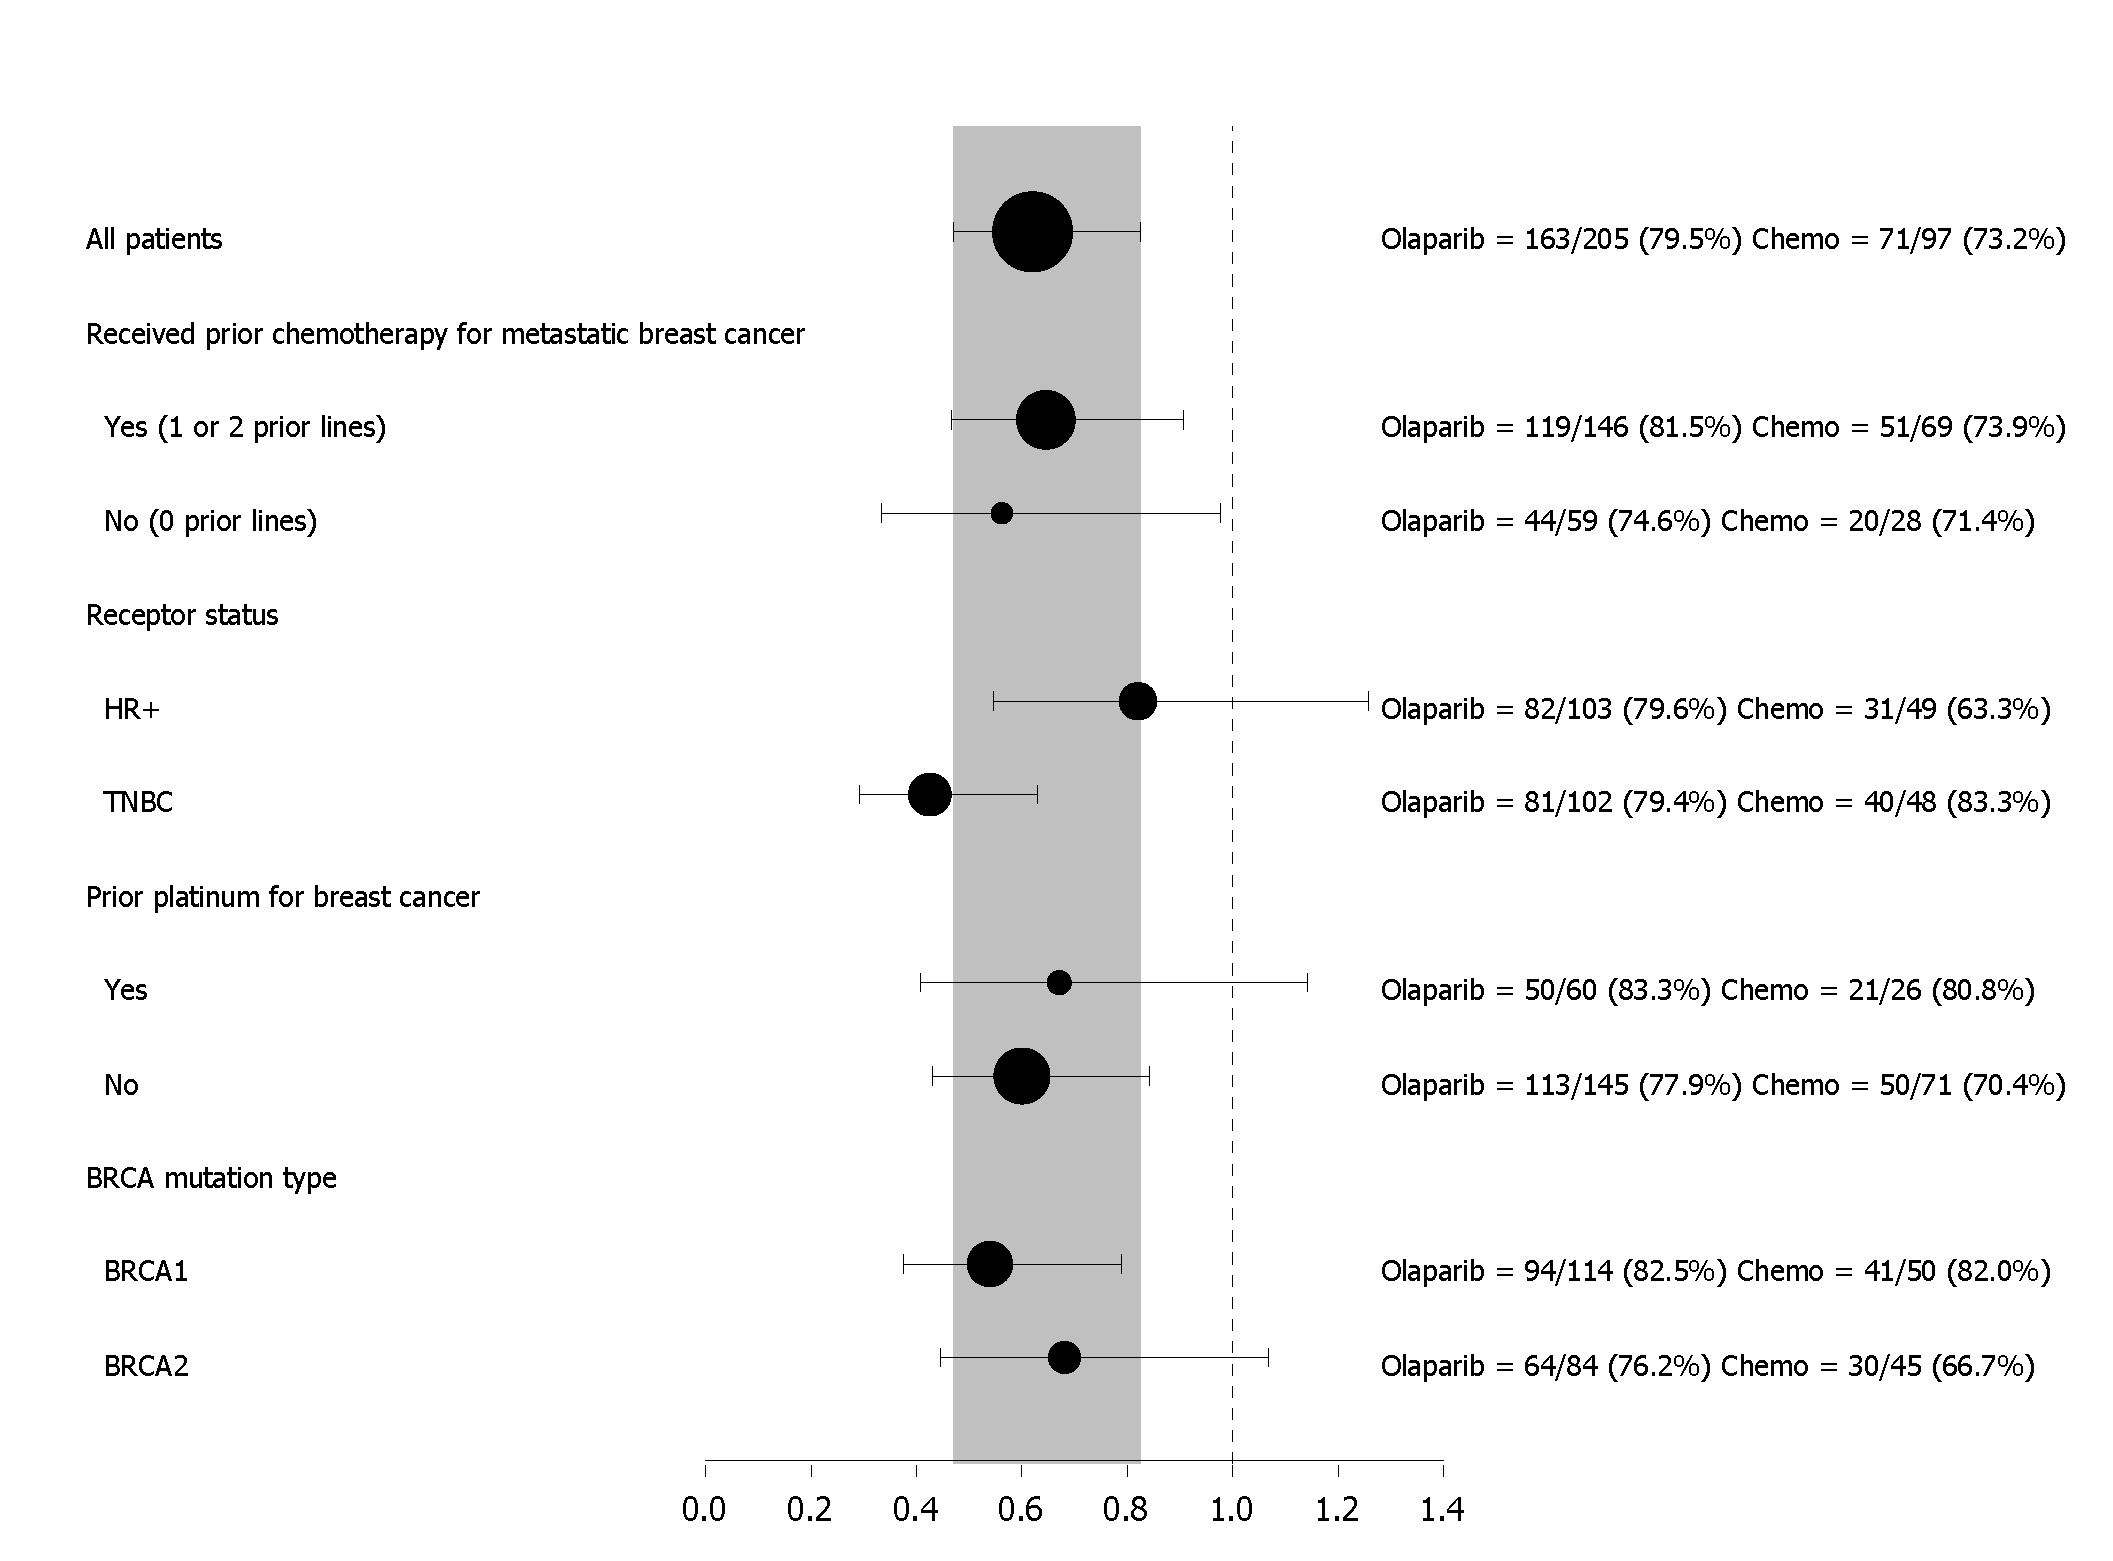 All patients Olaparib = 163/205 (79.5%) Chemo = 71/97 (73.2%)
Received prior chemotherapy for metastatic breast cancer
Yes (1 or 2 prior lines) Olaparib = 119/146 (81.5%) Chemo = 51/69 (73.9%)
No (0 prior lines) Olaparib = 44/59 (74.6%) Chemo = 20/28 (71.4%)
Receptor status
HR+ Olaparib = 82/103 (79.6%) Chemo = 31/49 (63.3%)
TNBC Olaparib = 81/102 (79.4%) Chemo = 40/48 (83.3%)
Prior platinum for breast cancer
Yes Olaparib = 50/60 (83.3%) Chemo = 21/26 (80.8%)
No Olaparib = 113/145 (77.9%) Chemo = 50/71 (70.4%)
BRCA mutation type
BRCA1 Olaparib = 94/114 (82.5%) Chemo = 41/50 (82.0%)
BRCA2 Olaparib = 64/84 (76.2%) Chemo = 30/45 (66.7%)
0.0 0.2 0.4 0.6 0.8 1.0 1.2 1.4